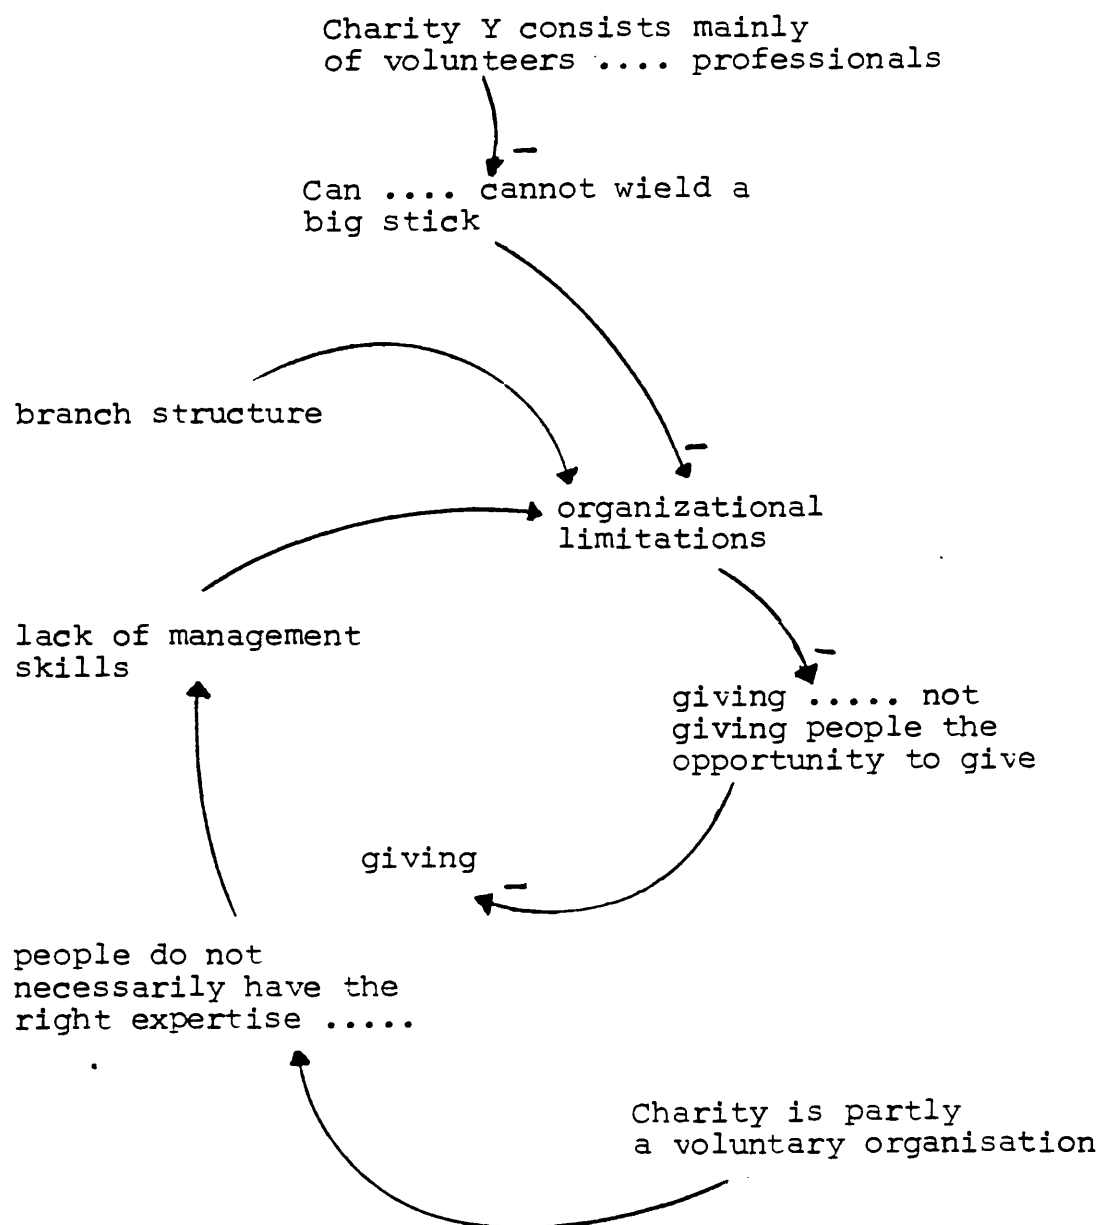 Charity Y consists mainly
of volunteers .... professionals
-
Can .... cannot wield a
big stick
branch structure
-
organizational
limitations
lack of management
skills
-
giving ..... not
giving people the
opportunity to give
giving
-
people do not
necessarily have the
right expertise .....
Charity is partly
a voluntary organisation